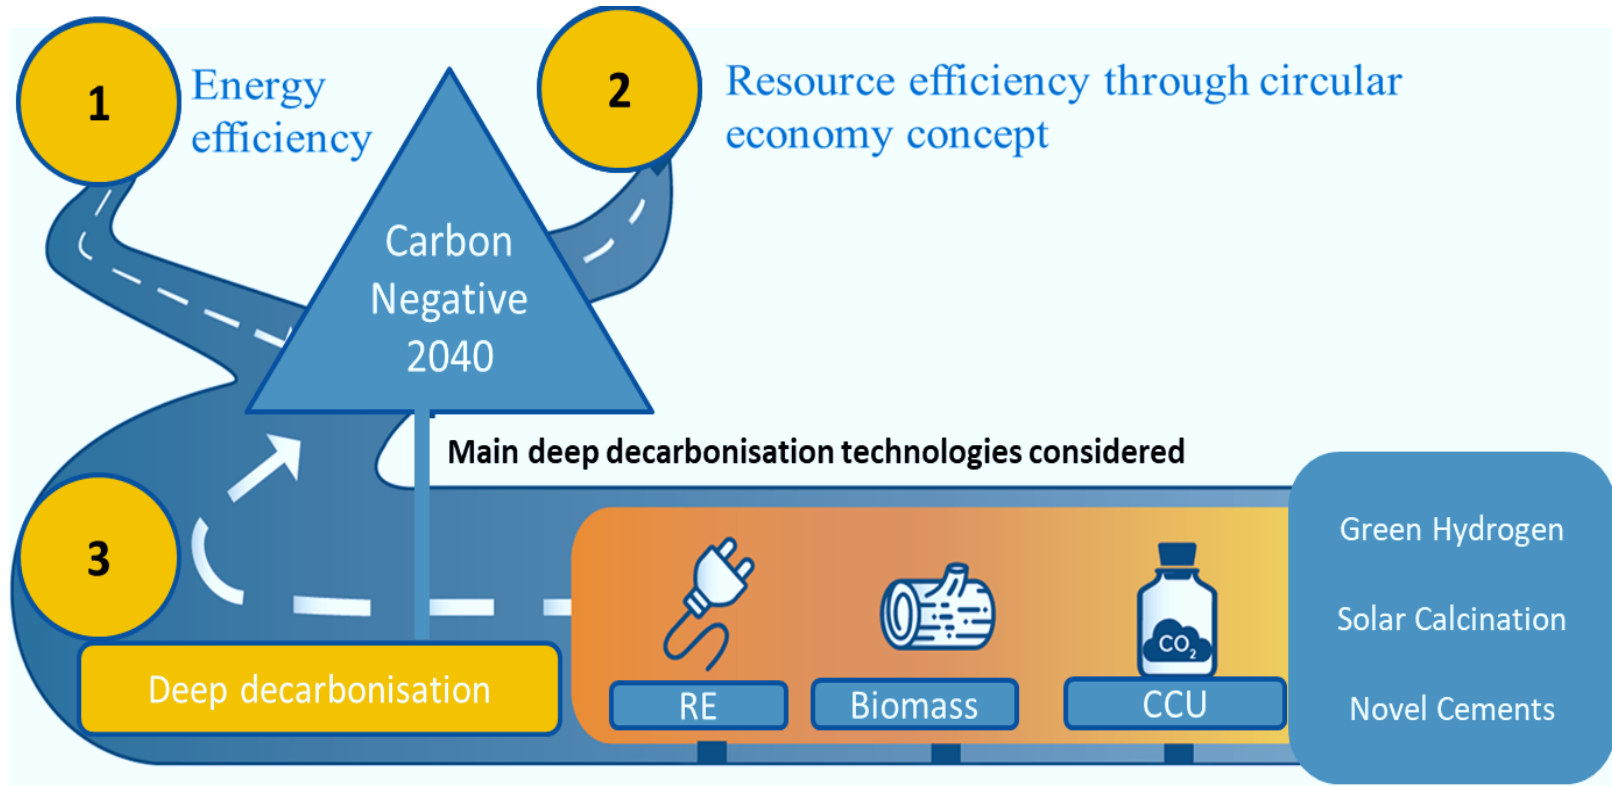 1
Energy
efficiency
2
Resource efficiency through circular
economy concept
Carbon
Negative
2040
Main deep decarbonisation technologies considered
3
Deep decarbonisation
CO₂
RE
Biomass
CCU
Green Hydrogen
Solar Calcination
Novel Cements